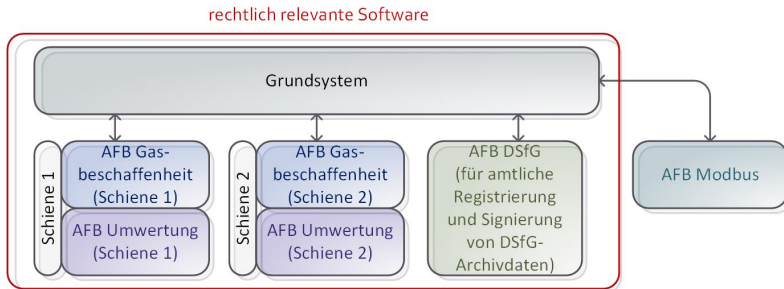 rechtlich relevante Software
Grundsystem
Schiene 1
AFB Gas-
beschaffenheit
(Schiene 1)
AFB Umwertung
(Schiene 1)
Schiene 2
AFB Gas-
beschaffenheit
(Schiene 2)
AFB Umwertung
(Schiene 2)
AFB DSfG
(für amtliche
Registrierung
und Signierung
von DSfG-
Archivdaten)
AFB Modbus